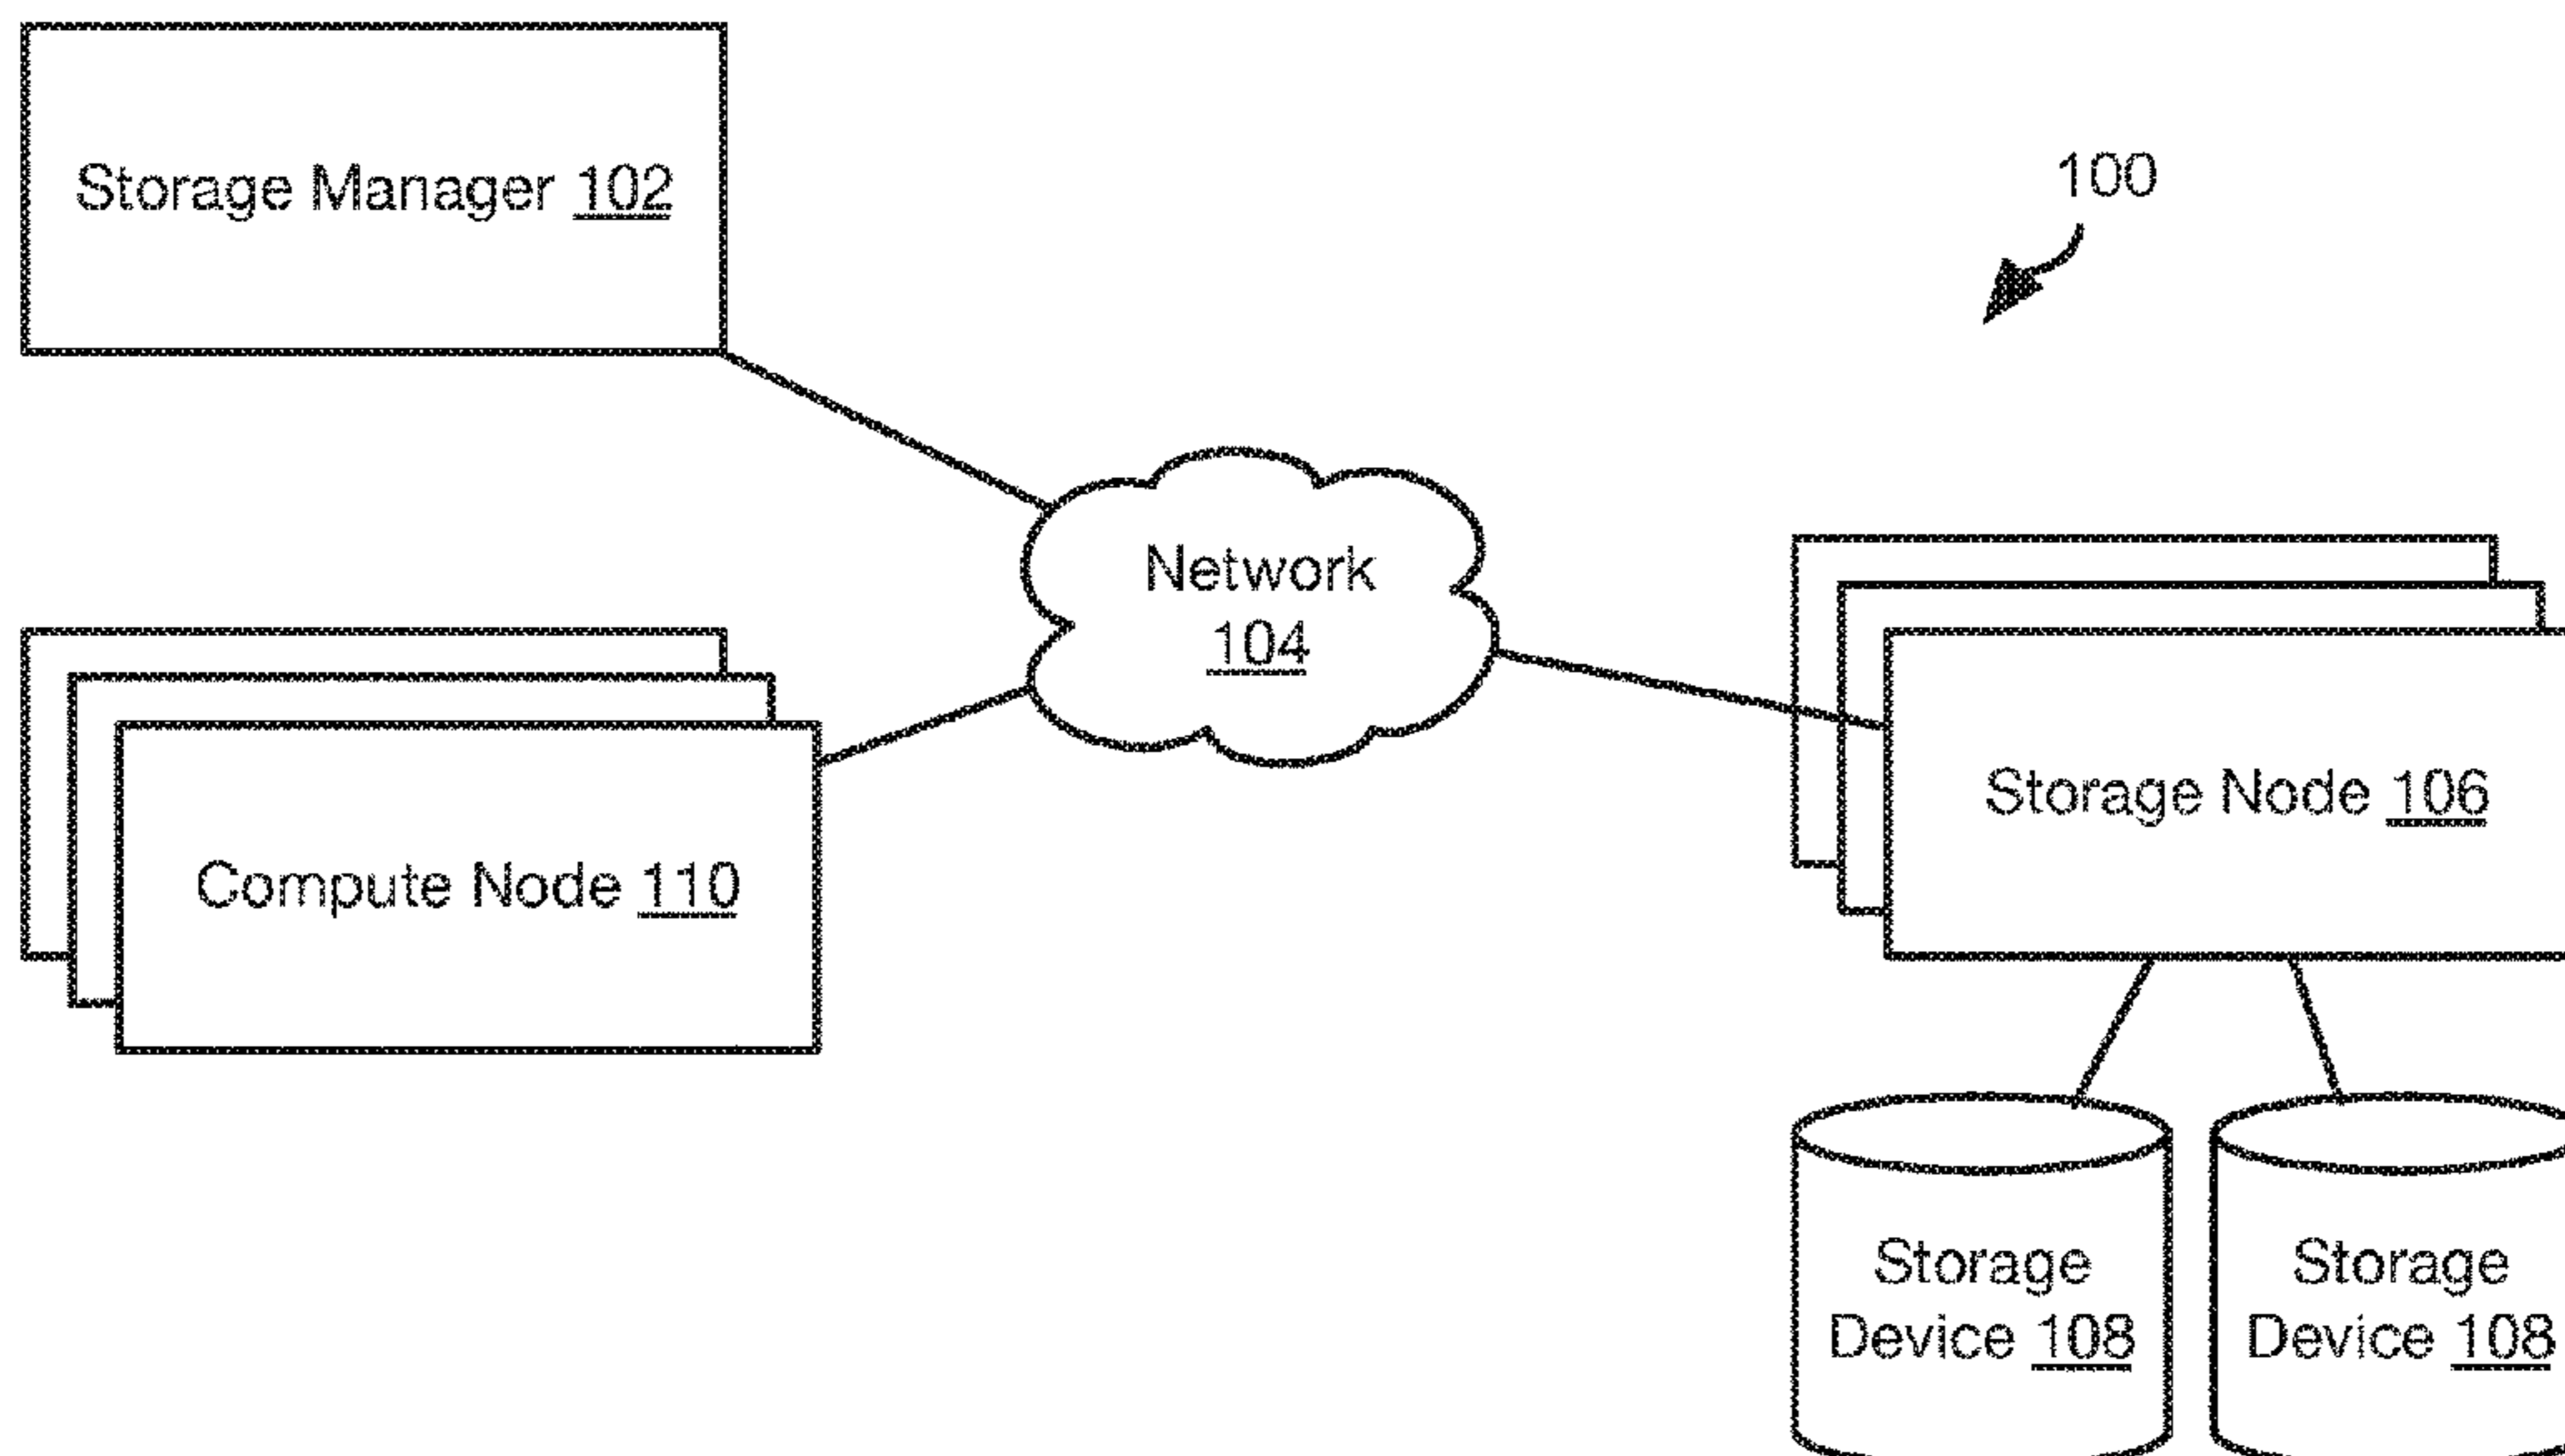 Storage Manager 102
100
Network
104
Storage Node 106
Compute Node 110
Storage
Device 108
Storage
Device 108